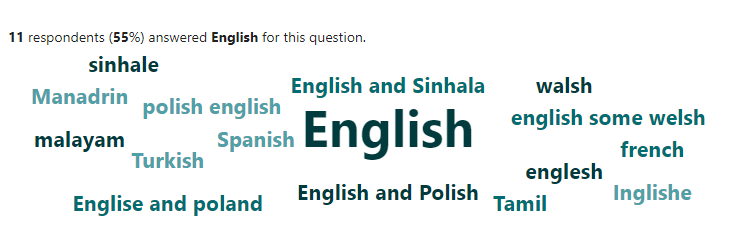 11 respondents (55%) answered English for this question.
sinhale
English and Sinhala
walsh
Manadrin
polish english
English
english some welsh
malayam
Spanish
french
Turkish
englesh
Englise and poland
English and Polish
Tamil
Inglishe